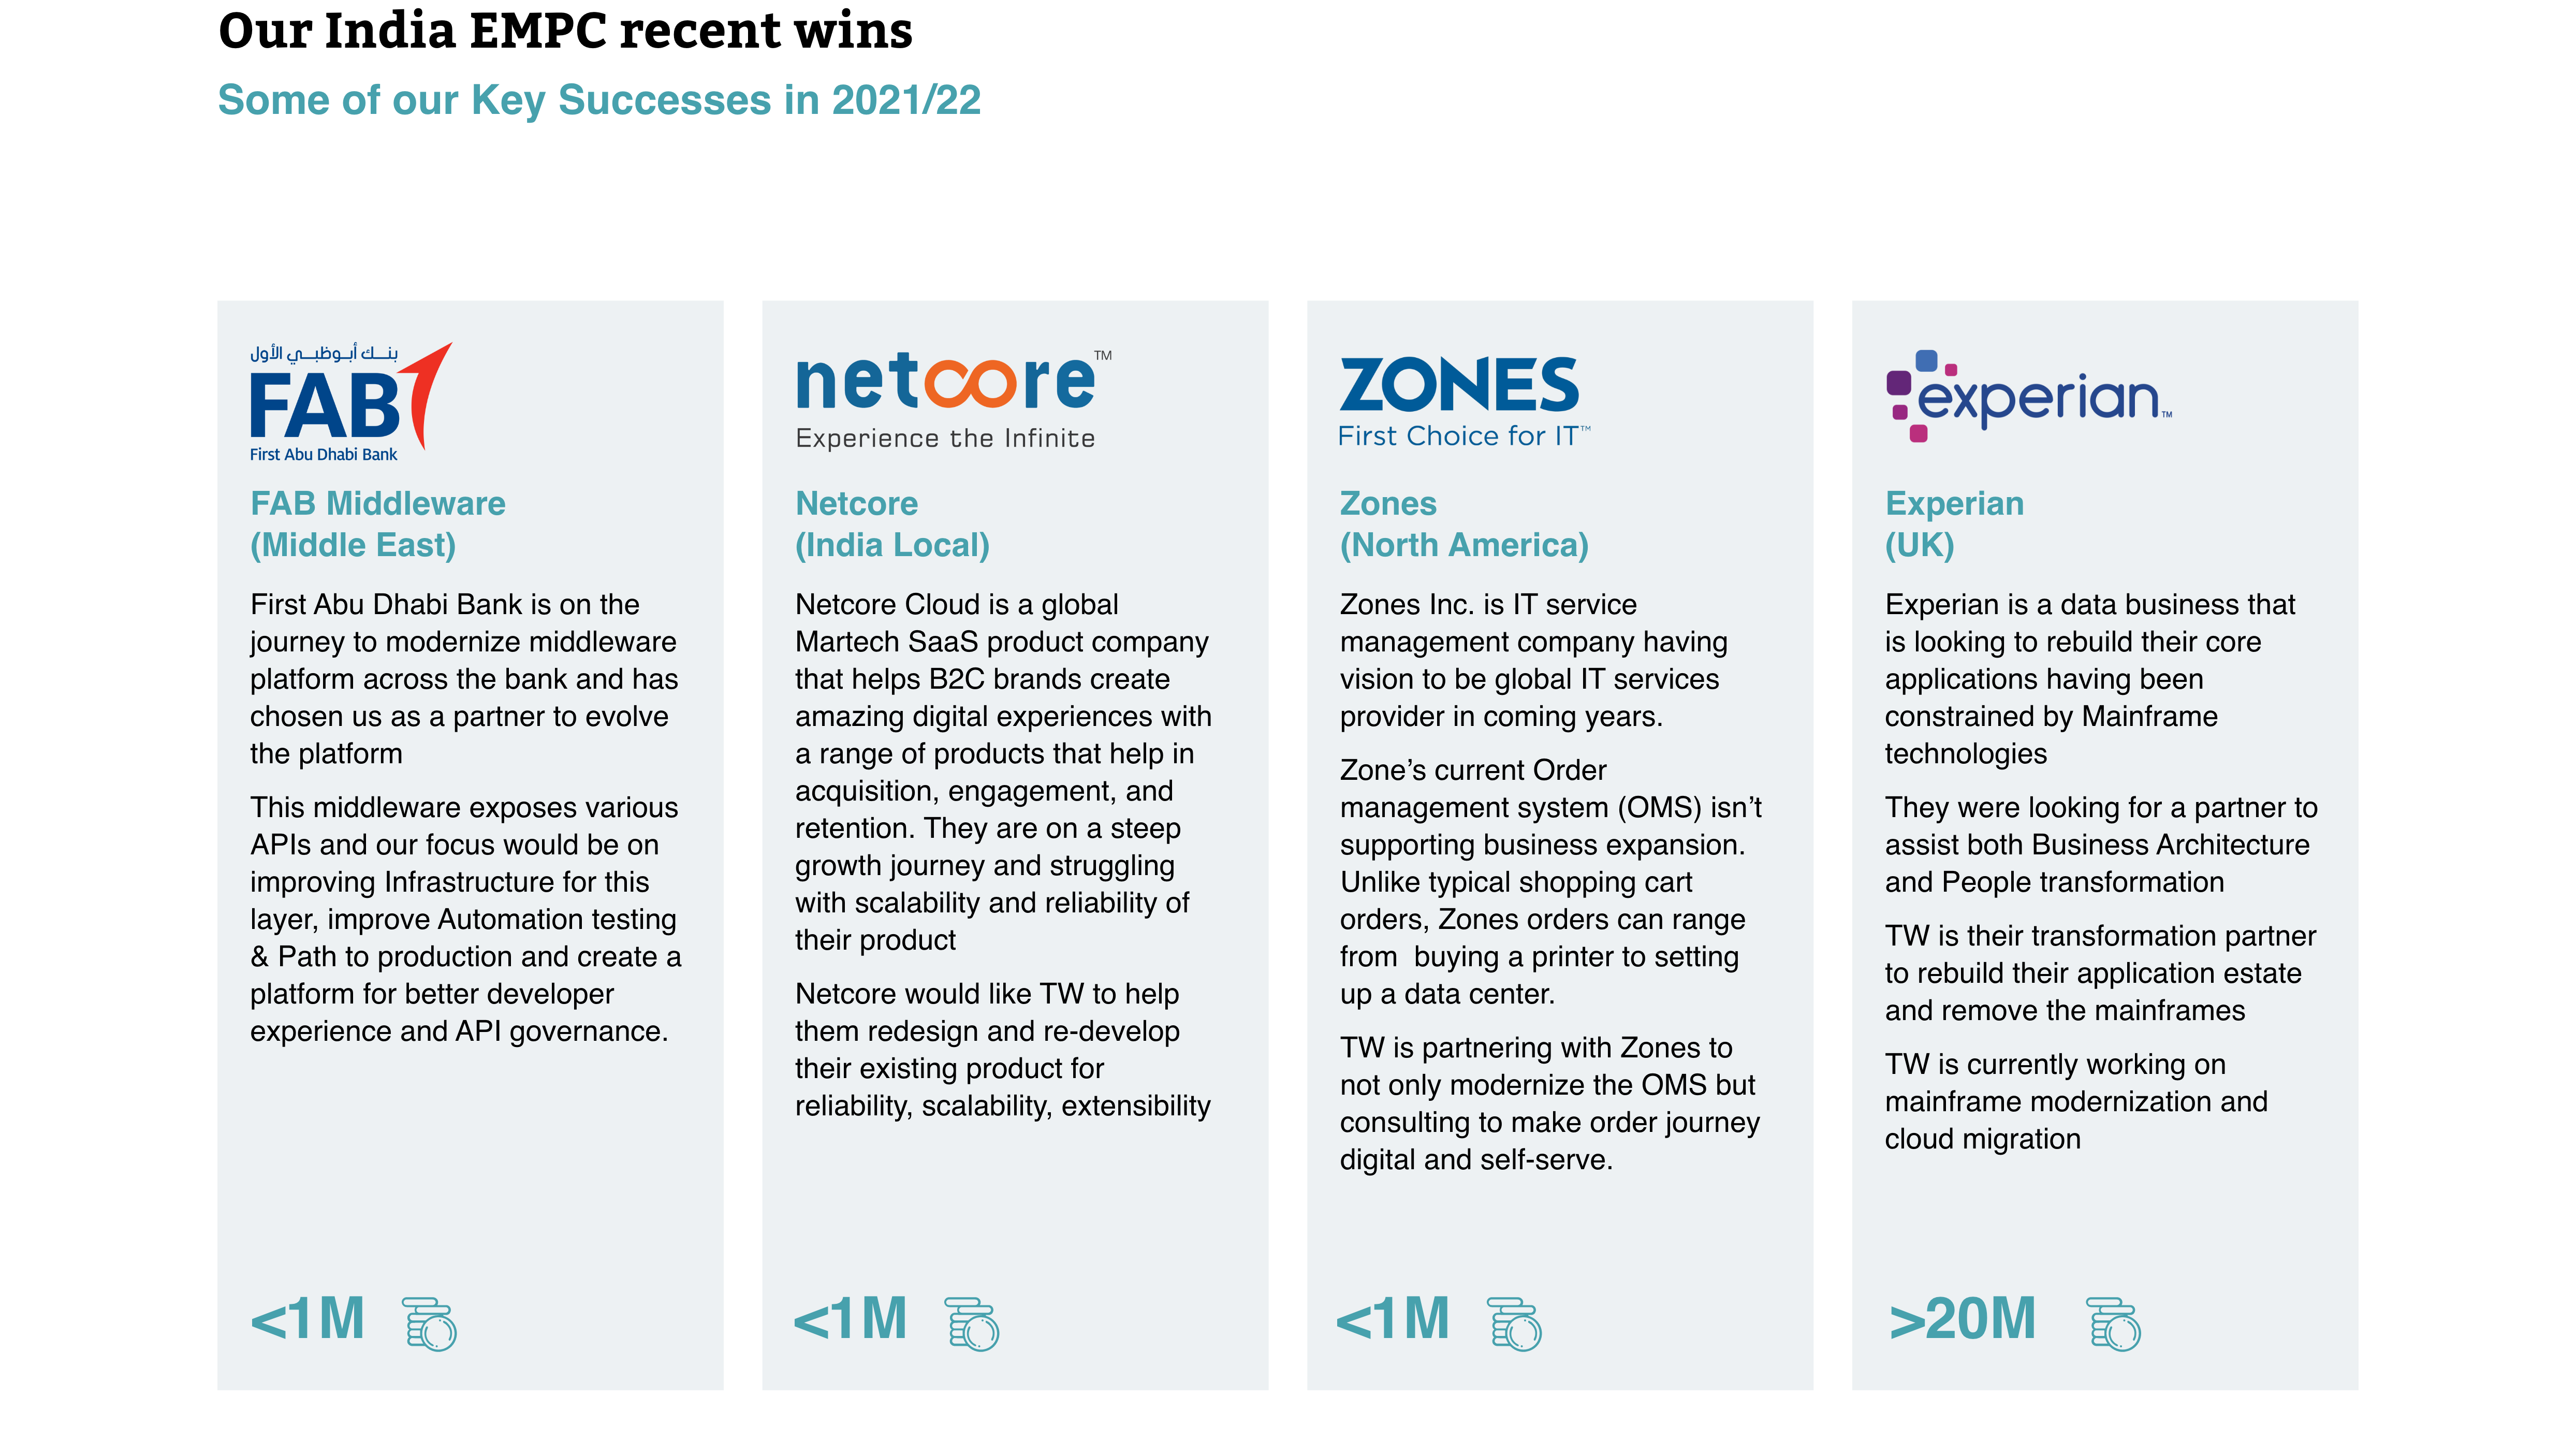 Our India EMPC recent wins
Some of our Key Successes in 2021/22
بنــك أبــوظبــي الأول
FAB
First Abu Dhabi Bank
FAB Middleware
(Middle East)
First Abu Dhabi Bank is on the
journey to modernize middleware
platform across the bank and has
chosen us as a partner to evolve
the platform
This middleware exposes various
APIs and our focus would be on
improving Infrastructure for this
layer, improve Automation testing
& Path to production and create a
platform for better developer
experience and API governance.
<1M
netcore™
Experience the Infinite
Netcore
(India Local)
Netcore Cloud is a global
Martech SaaS product company
that helps B2C brands create
amazing digital experiences with
a range of products that help in
acquisition, engagement, and
retention. They are on a steep
growth journey and struggling
with scalability and reliability of
their product
Netcore would like TW to help
them redesign and re-develop
their existing product for
reliability, scalability, extensibility
<1M
ZONES
First Choice for IT™
Zones
(North America)
Zones Inc. is IT service
management company having
vision to be global IT services
provider in coming years.
Zone’s current Order
management system (OMS) isn’t
supporting business expansion.
Unlike typical shopping cart
orders, Zones orders can range
from  buying a printer to setting
up a data center.
TW is partnering with Zones to
not only modernize the OMS but
consulting to make order journey
digital and self-serve.
<1M
experian™
Experian
(UK)
Experian is a data business that
is looking to rebuild their core
applications having been
constrained by Mainframe
technologies
They were looking for a partner to
assist both Business Architecture
and People transformation
TW is their transformation partner
to rebuild their application estate
and remove the mainframes
TW is currently working on
mainframe modernization and
cloud migration
>20M